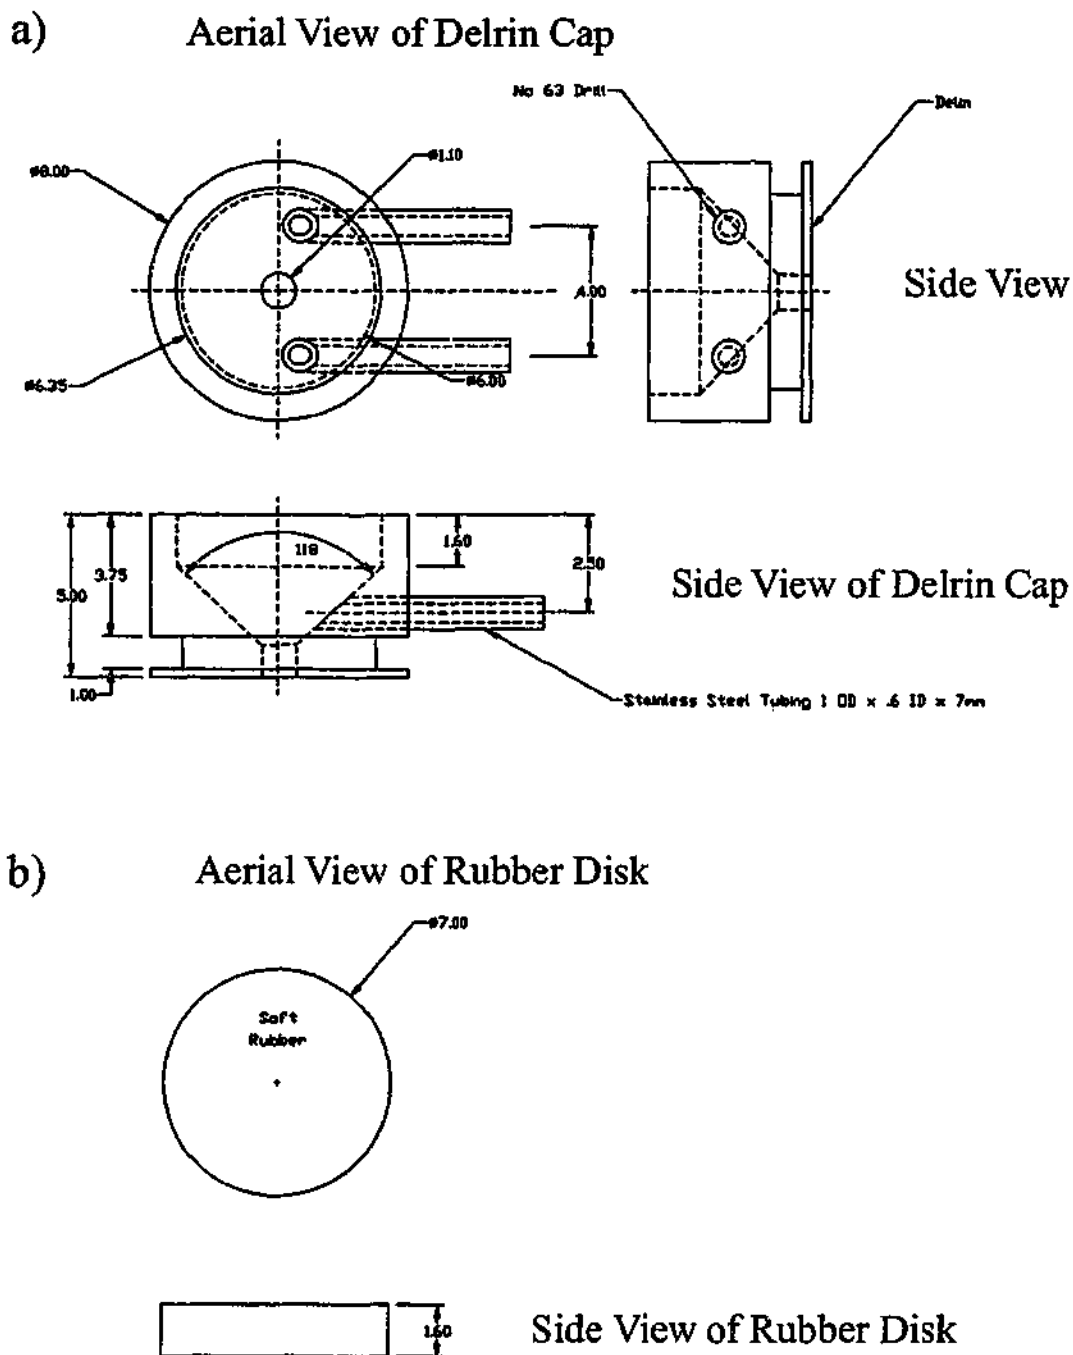 a)
Aerial View of Delrin Cap
No 63 Drill
Delrin
ø8.00
ø1.10
4.00
ø6.35
ø6.00
Side View
118
1.60
2.50
3.75
5.00
1.00
Side View of Delrin Cap
Stainless Steel Tubing 1 OD x .6 ID x 7mm
b)
Aerial View of Rubber Disk
ø7.00
Soft
Rubber
1.60
Side View of Rubber Disk